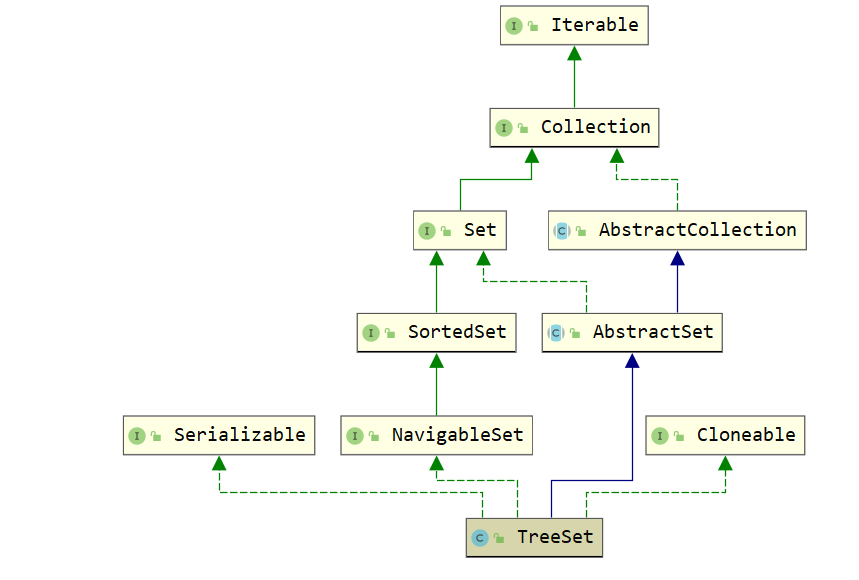 I Iterable
I Collection
I Set
C AbstractCollection
I SortedSet
C AbstractSet
I Serializable
I NavigableSet
I Cloneable
C TreeSet